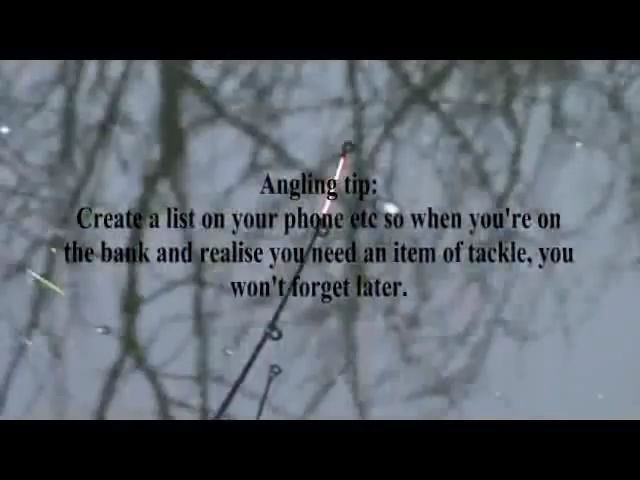 Angling tip:
Create a list on your phone etc so when you're on
the bank and realise you need an item of tackle, you
won't forget later.